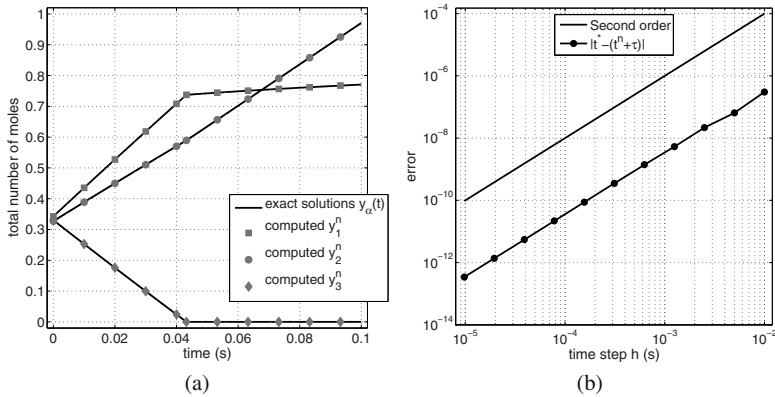 1
0.9
0.8
0.7
0.6
0.5
0.4
0.3
0.2
0.1
0
total number of moles
0 0.02 0.04 0.06 0.08 0.1
time (s)
exact solutions y_α(t)
computed y_1^n
computed y_2^n
computed y_3^n
(a)
10^−4
10^−6
10^−8
10^−10
10^−12
10^−14
error
10^−5 10^−4 10^−3 10^−2
time step h (s)
Second order
|t^*−(t^n+τ)|
(b)